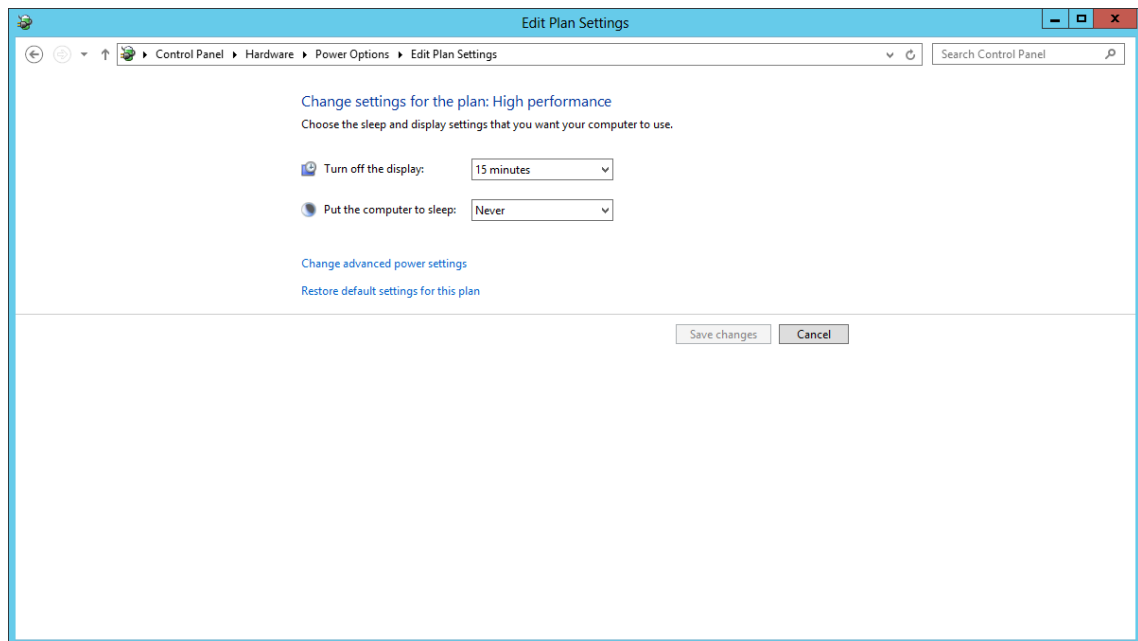 Edit Plan Settings
Control Panel Hardware Power Options Edit Plan Settings
Search Control Panel
Change settings for the plan: High performance
Choose the sleep and display settings that you want your computer to use.
Turn off the display: 15 minutes
Put the computer to sleep: Never
Change advanced power settings
Restore default settings for this plan
Save changes Cancel